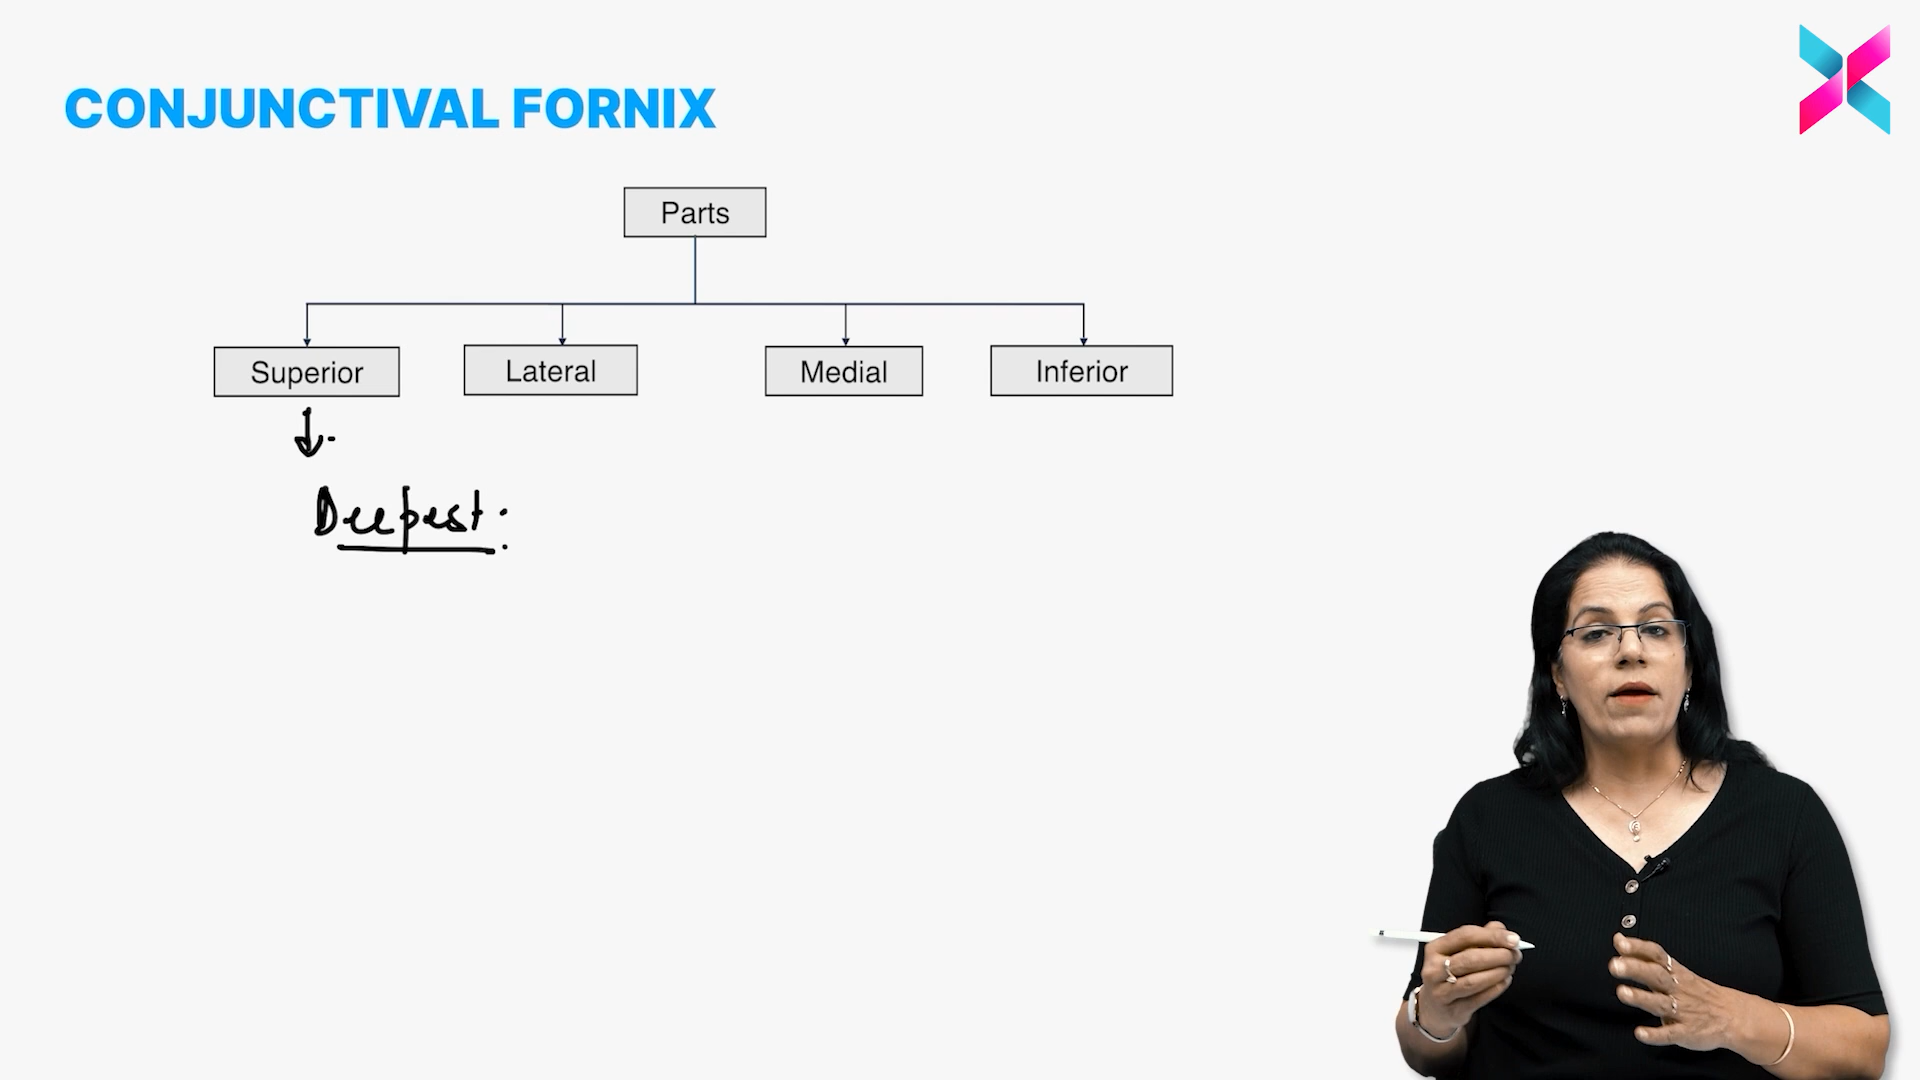 CONJUNCTIVAL FORNIX
Parts
Superior
Lateral
Medial
Inferior
Deepest